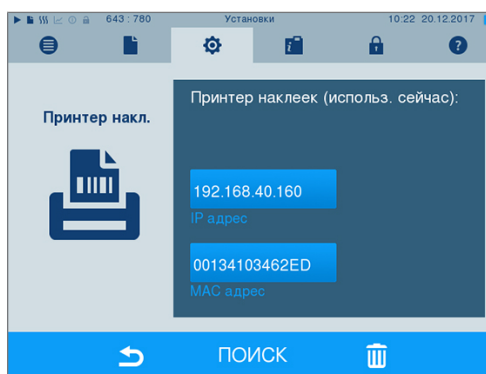 643 : 780 Установки 10:22 20.12.2017
Принтер накл.
Принтер наклеек (использ. сейчас):
192.168.40.160
IP адрес
00134103462ED
MAC адрес
ПОИСК